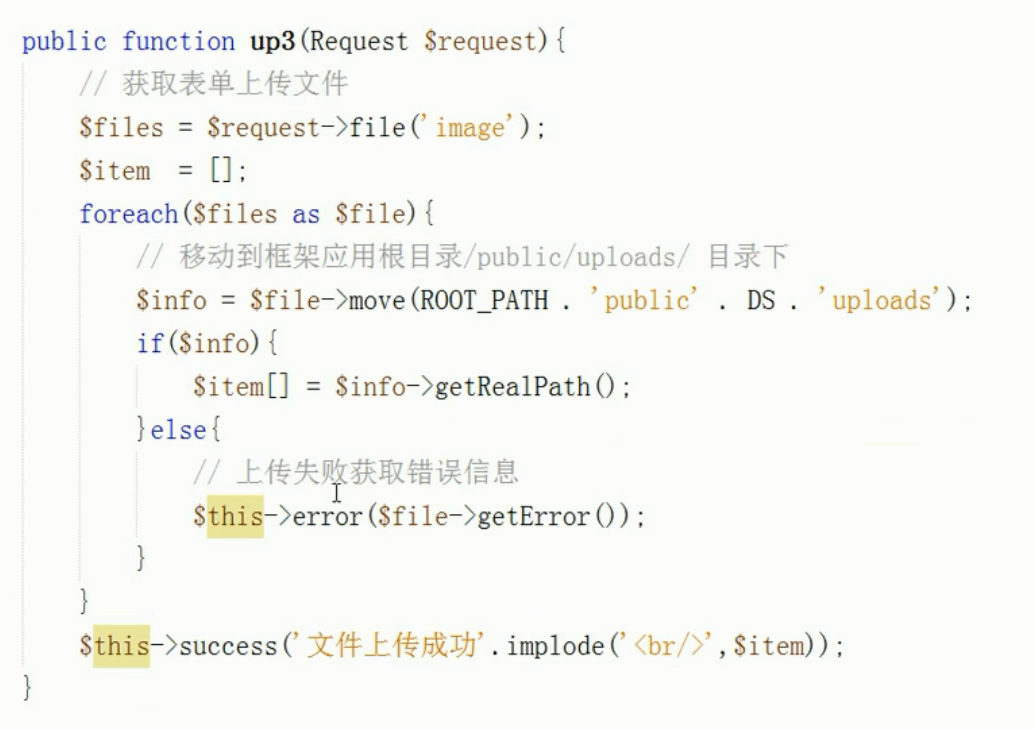 public function up3(Request $request){
// 获取表单上传文件
$files = $request->file('image');
$item  = [];
foreach($files as $file){
// 移动到框架应用根目录/public/uploads/ 目录下
$info = $file->move(ROOT_PATH . 'public' . DS . 'uploads');
if($info){
$item[] = $info->getRealPath();
}else{
// 上传失败获取错误信息
$this->error($file->getError());
}
}
$this->success('文件上传成功'.implode('<br/>',$item));
}